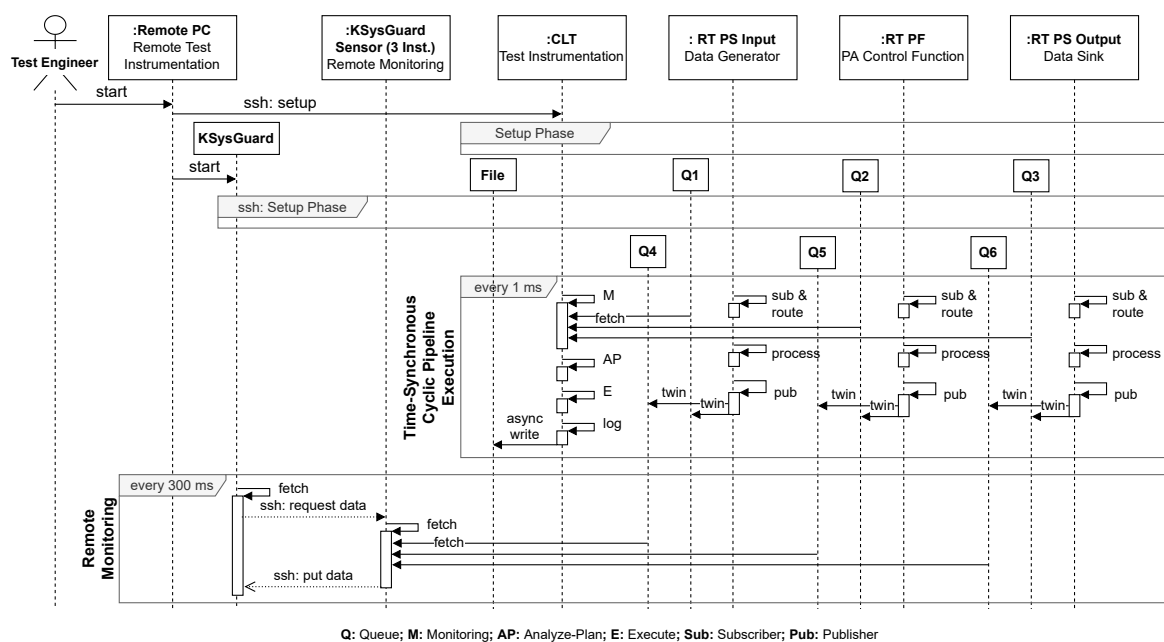 :Remote PC
Remote Test
Instrumentation
:KSysGuard
Sensor (3 Inst.)
Remote Monitoring
:CLT
Test Instrumentation
: RT PS Input
Data Generator
:RT PF
PA Control Function
:RT PS Output
Data Sink
Test Engineer
start
ssh: setup
KSysGuard
Setup Phase
start
File
Q1
Q2
Q3
ssh: Setup Phase
Q4
Q5
Q6
Time-Synchronous
Cyclic Pipeline
Execution
every 1 ms
M
fetch
sub &
route
sub &
route
sub &
route
AP
process
process
process
E
twin
twin
pub
twin
twin
pub
twin
twin
pub
async
write
log
Remote
Monitoring
every 300 ms
fetch
ssh: request data
fetch
fetch
ssh: put data
Q: Queue; M: Monitoring; AP: Analyze-Plan; E: Execute; Sub: Subscriber; Pub: Publisher